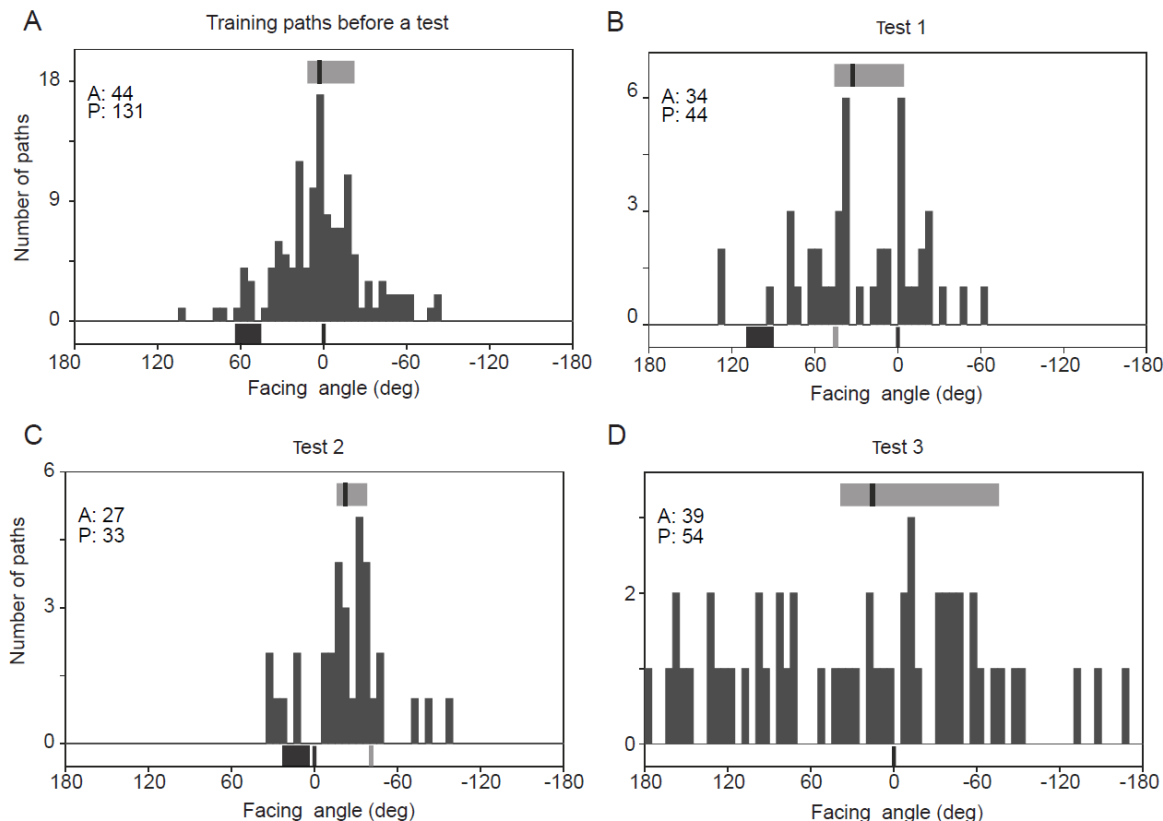 A
Training paths before a test
A: 44
P: 131
Number of paths
18
9
0
180
120
60
0
-60
-120
-180
Facing angle (deg)
B
Test 1
A: 34
P: 44
6
3
0
180
120
60
0
-60
-120
-180
Facing angle (deg)
C
Test 2
A: 27
P: 33
Number of paths
6
3
0
180
120
60
0
-60
-120
-180
Facing angle (deg)
D
Test 3
A: 39
P: 54
2
0
180
120
60
0
-60
-120
-180
Facing angle (deg)